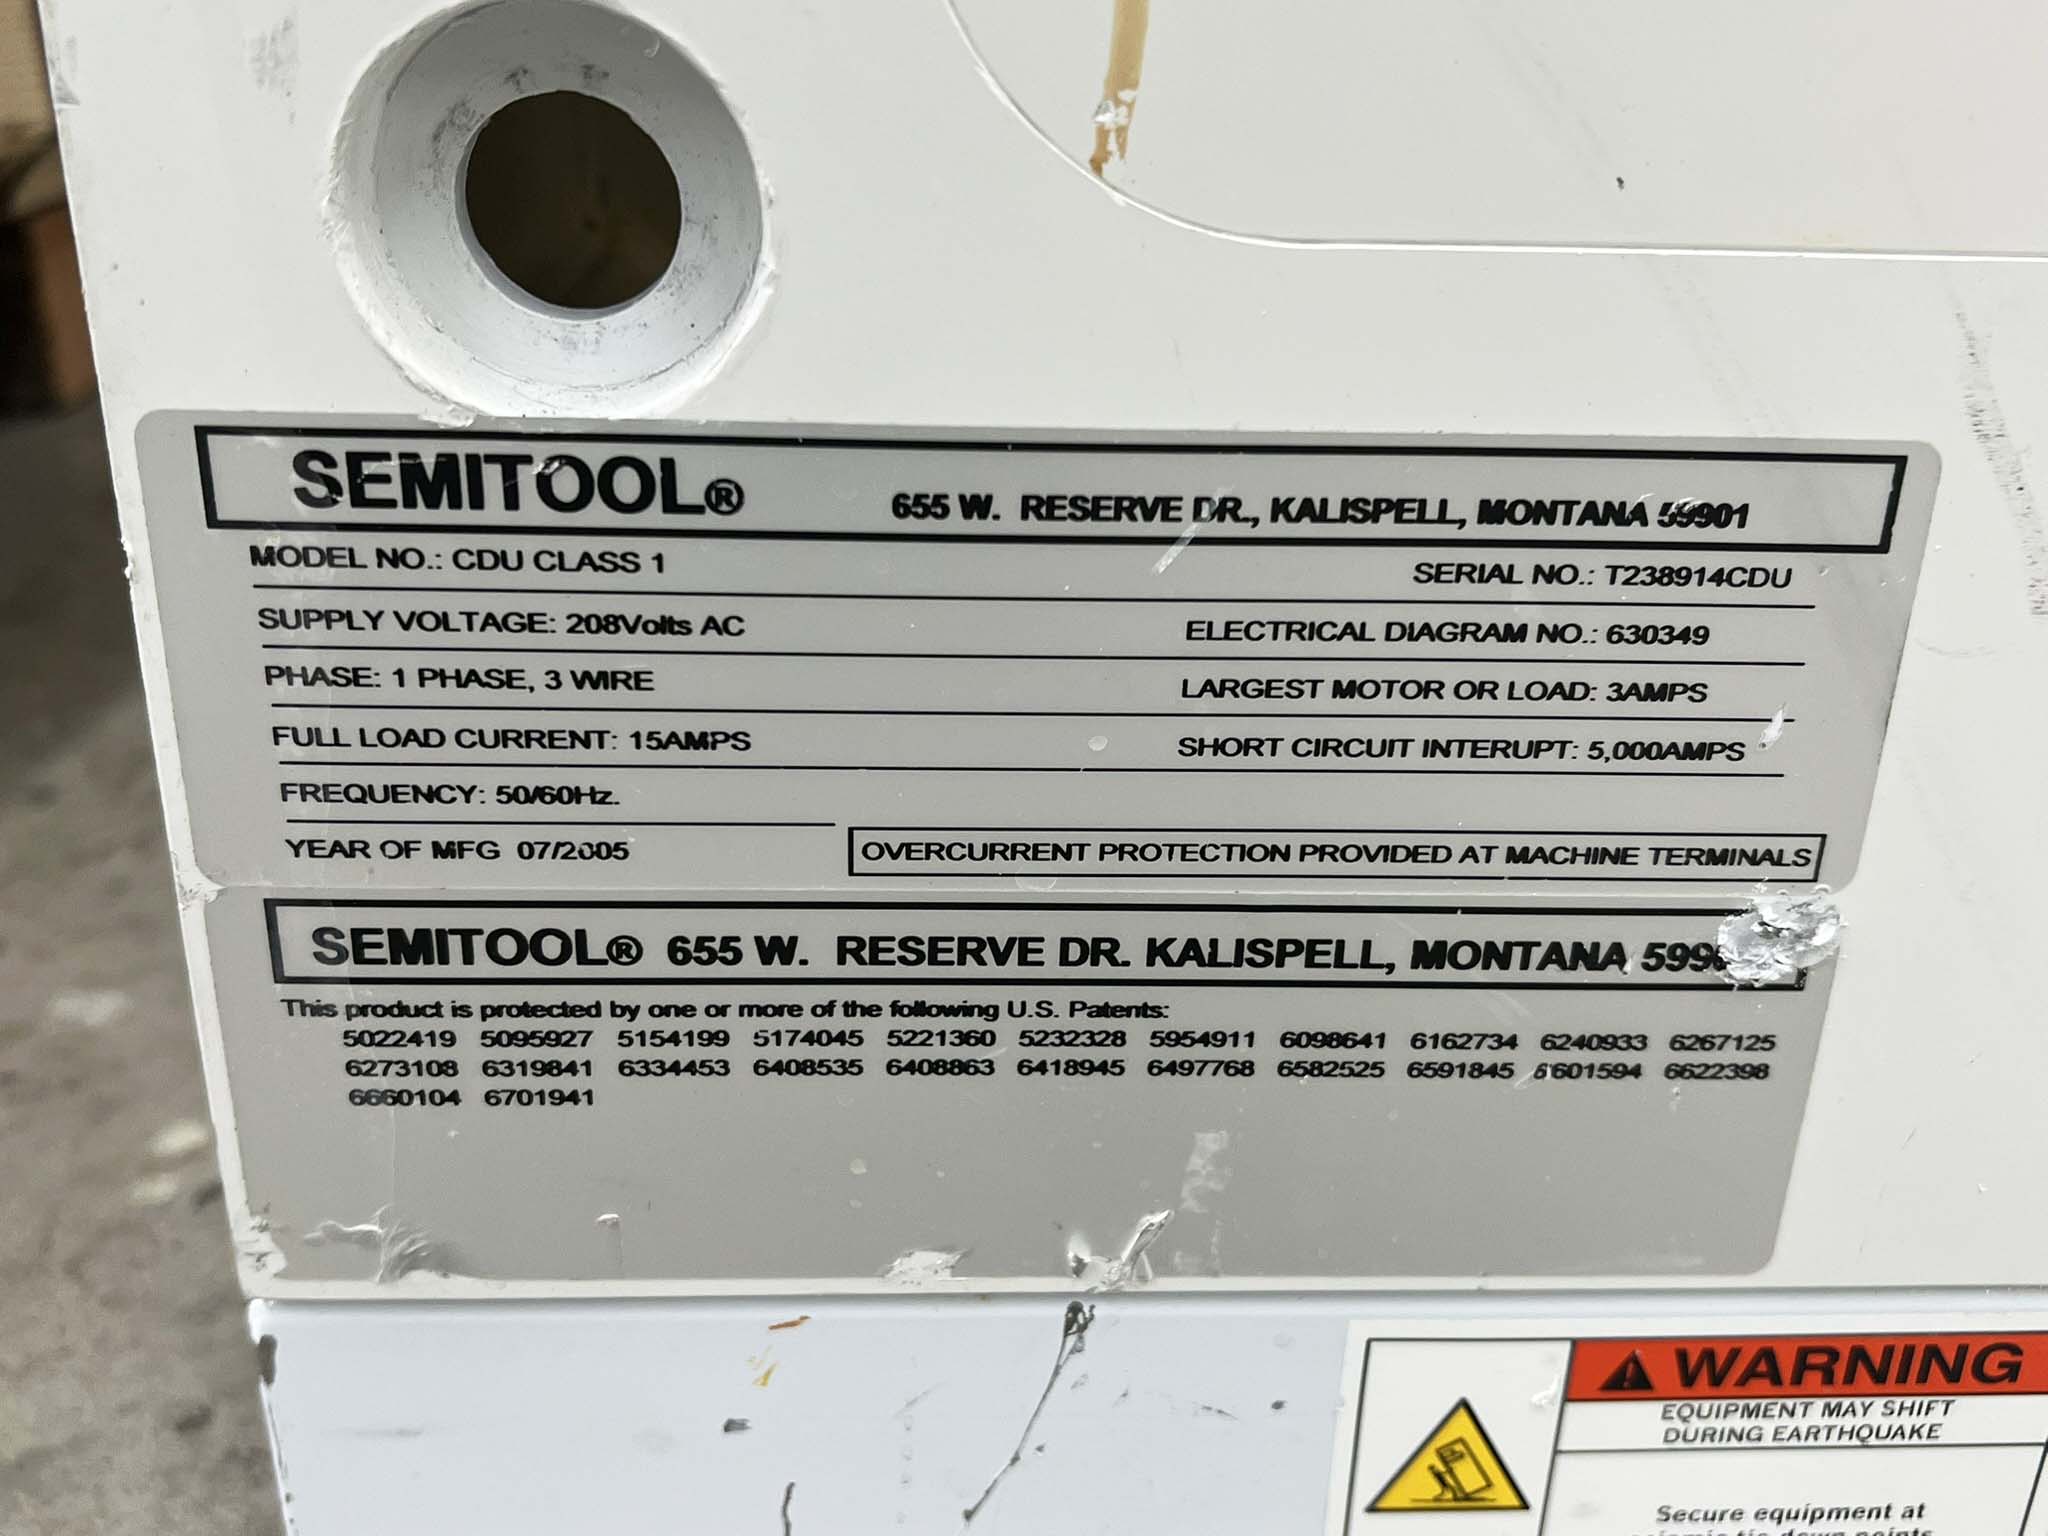 SEMITOOL® 655 W. RESERVE DR., KALISPELL, MONTANA 59901
MODEL NO.: CDU CLASS 1 SERIAL NO.: T238914CDU
SUPPLY VOLTAGE: 208Volts AC ELECTRICAL DIAGRAM NO.: 630349
PHASE: 1 PHASE, 3 WIRE LARGEST MOTOR OR LOAD: 3AMPS
FULL LOAD CURRENT: 15AMPS SHORT CIRCUIT INTERUPT: 5,000AMPS
FREQUENCY: 50/60Hz.
YEAR OF MFG 07/2005 OVERCURRENT PROTECTION PROVIDED AT MACHINE TERMINALS
SEMITOOL® 655 W. RESERVE DR. KALISPELL, MONTANA
This product is protected by one or more of the following U.S. Patents:
5022419 5095927 5154199 5174045 5221360 5232328 5954911 6098641 6162734 6240933 6267125
6273108 6319841 6334453 6408535 6408863 6418945 6497768 6582525 6591845 6601594 6622398
6660104 6701941
WARNING
EQUIPMENT MAY SHIFT
DURING EARTHQUAKE
Secure equipment at